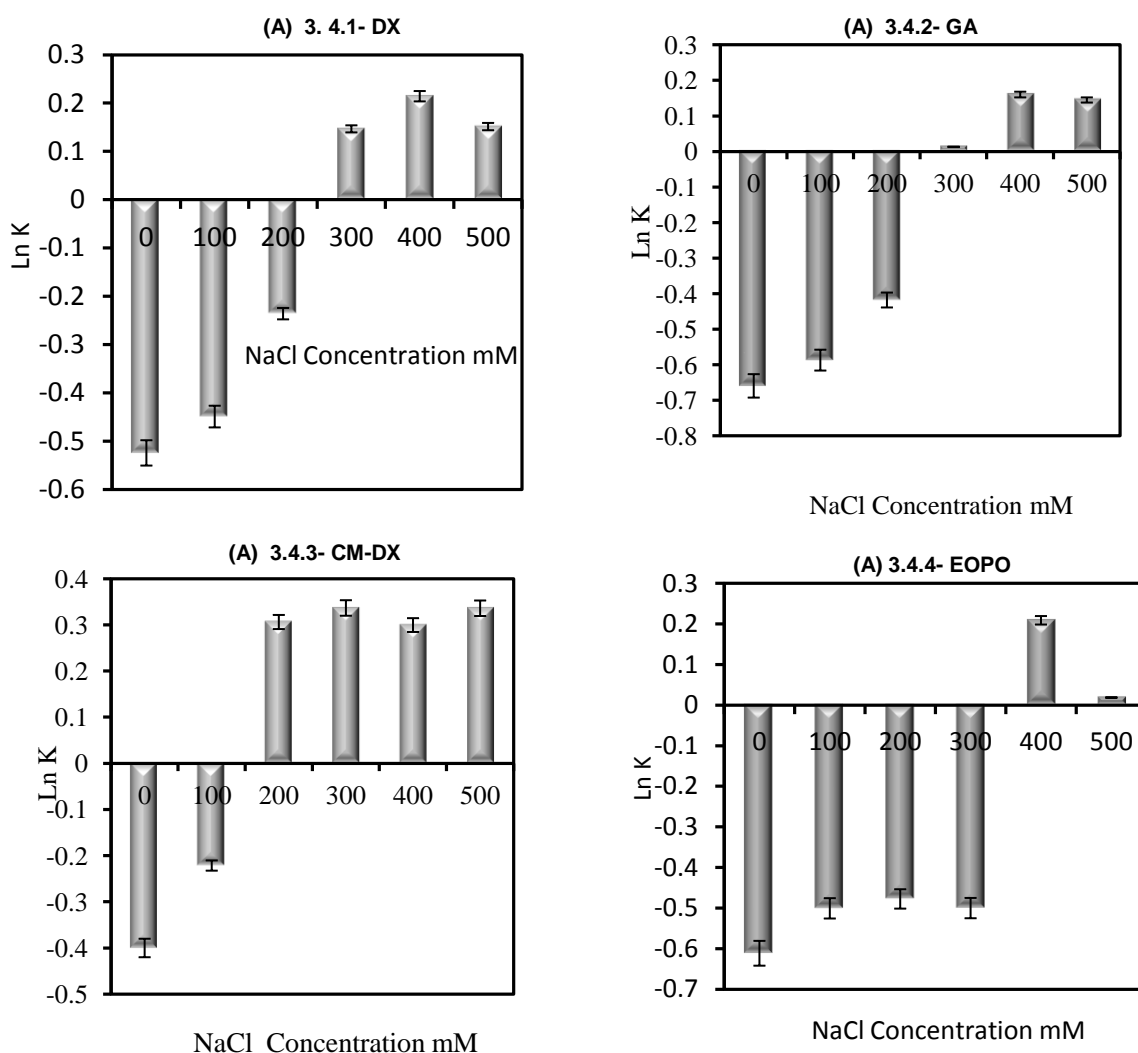 (A) 3. 4.1- DX
0.3
0.2
0.1
0
-0.1
-0.2
-0.3
-0.4
-0.5
-0.6
Ln K
0 100 200 300 400 500
NaCl Concentration mM
(A) 3.4.2- GA
0.3
0.2
0.1
0
-0.1
-0.2
-0.3
-0.4
-0.5
-0.6
-0.7
-0.8
Ln K
0 100 200 300 400 500
NaCl Concentration mM
(A) 3.4.3- CM-DX
0.4
0.3
0.2
0.1
0
-0.1
-0.2
-0.3
-0.4
-0.5
Ln K
0 100 200 300 400 500
NaCl Concentration mM
(A) 3.4.4- EOPO
0.3
0.2
0.1
0
-0.1
-0.2
-0.3
-0.4
-0.5
-0.6
-0.7
Ln K
0 100 200 300 400 500
NaCl Concentration mM